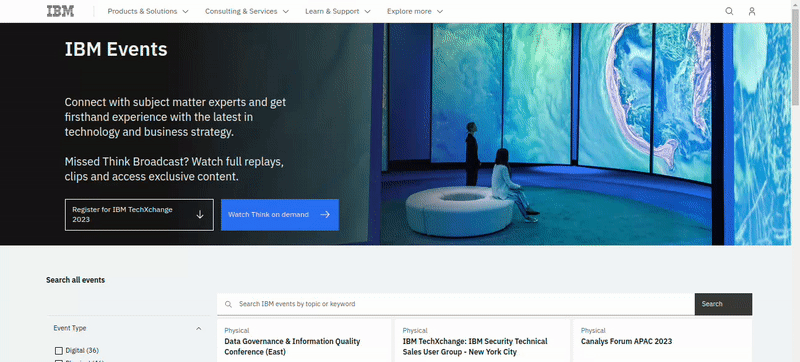 IBM
Products & Solutions
Consulting & Services
Learn & Support
Explore more
IBM Events
Connect with subject matter experts and get
firsthand experience with the latest in
technology and business strategy.
Missed Think Broadcast? Watch full replays,
clips and access exclusive content.
Register for IBM TechXchange
2023
Watch Think on demand
Search all events
Search IBM events by topic or keyword
Search
Event Type
Digital (36)
Physical
Data Governance & Information Quality
Conference (East)
Physical
IBM TechXchange: IBM Security Technical
Sales User Group - New York City
Physical
Canalys Forum APAC 2023